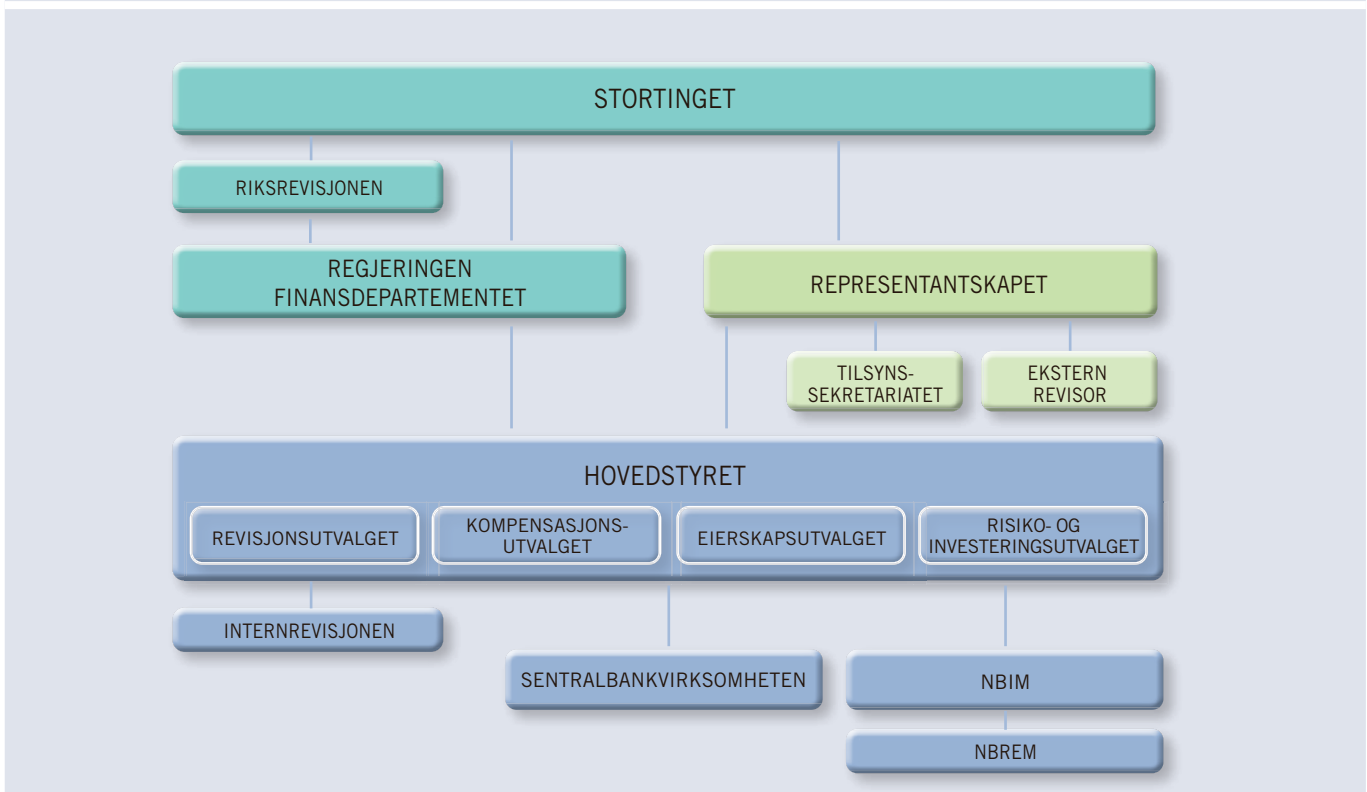 STORTINGET
RIKSREVISJONEN
REGJERINGEN
FINANSDEPARTEMENTET
REPRESENTANTSKAPET
TILSYNS-
SEKRETARIATET
EKSTERN
REVISOR
HOVEDSTYRET
REVISJONSUTVALGET
KOMPENSASJONS-
UTVALGET
EIERSKAPSUTVALGET
RISIKO- OG
INVESTERINGSUTVALGET
INTERNREVISJONEN
SENTRALBANKVIRKSOMHETEN
NBIM
NBREM